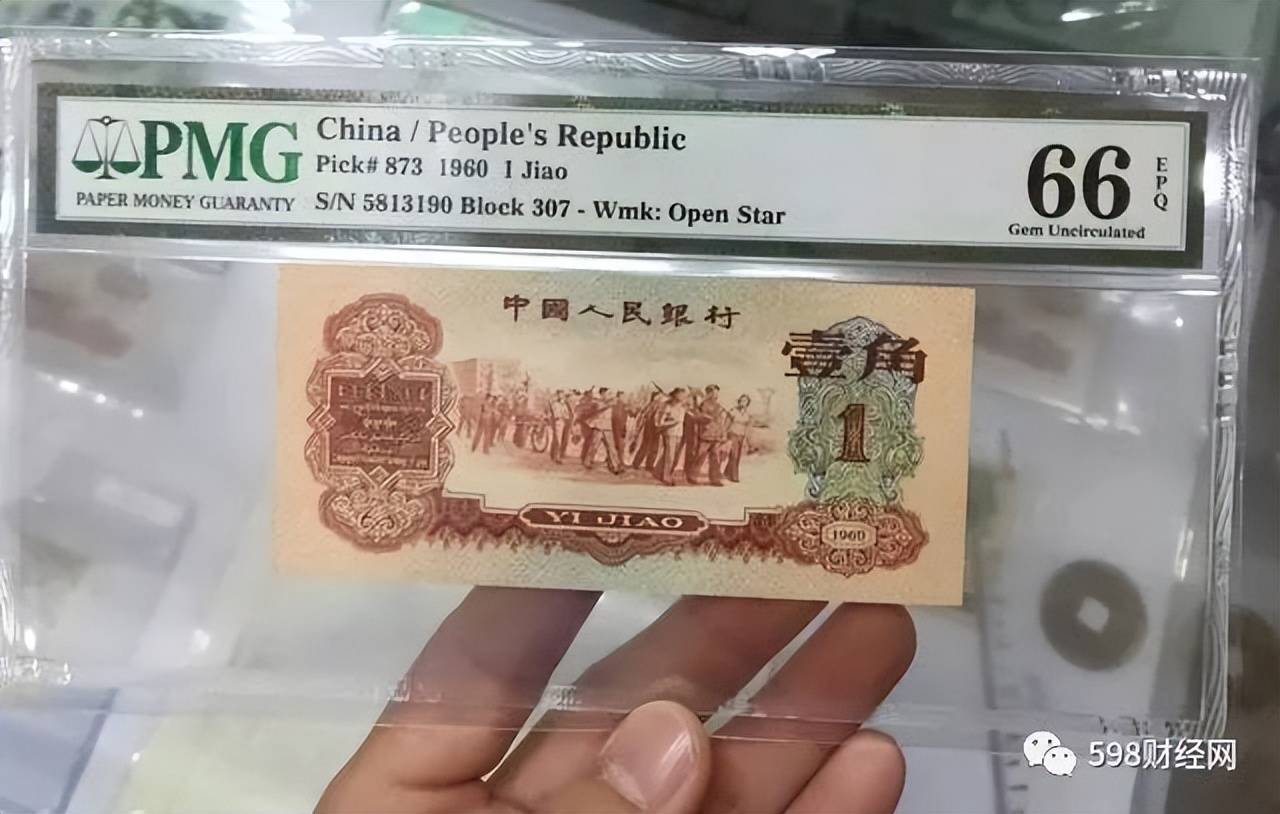 PMG
PAPER MONEY GUARANTY
China / People's Republic
Pick# 873 1960 1 Jiao
S/N 5813190 Block 307 - Wmk: Open Star
66
EPQ
Gem Uncirculated
中國人民銀行
壹角
1
YI JIAO
1960
598财经网